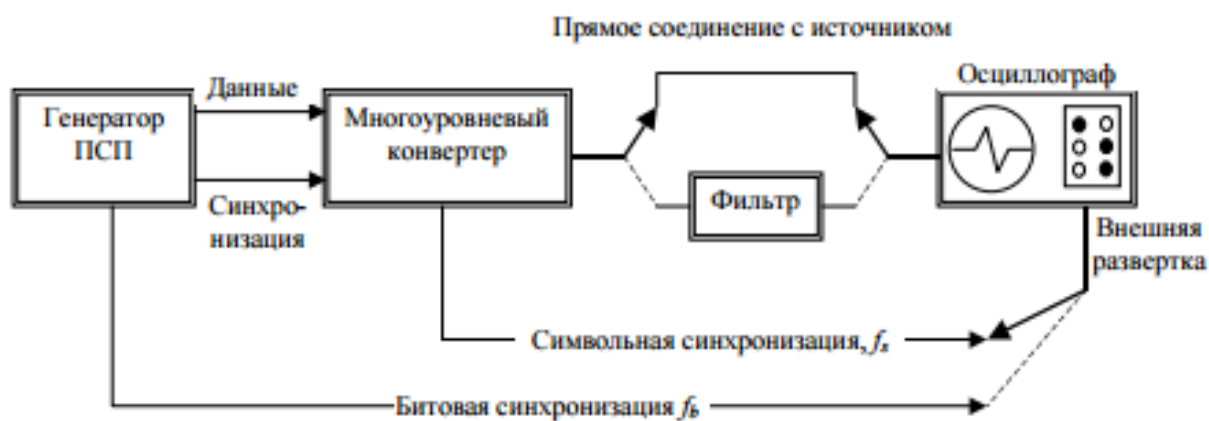 Прямое соединение с источником
Осциллограф
Данные
Генератор
ПСП
Многоуровневый
конвертер
Фильтр
Синхро-
низация
Внешняя
развертка
Символьная синхронизация, fs
Битовая синхронизация fb